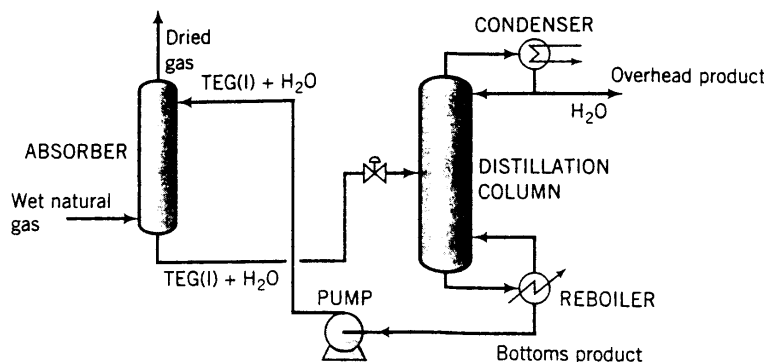 CONDENSER
Dried
gas
TEG(l) + H₂O
Overhead product
H₂O
ABSORBER
DISTILLATION
COLUMN
Wet natural
gas
TEG(l) + H₂O
PUMP
REBOILER
Bottoms product